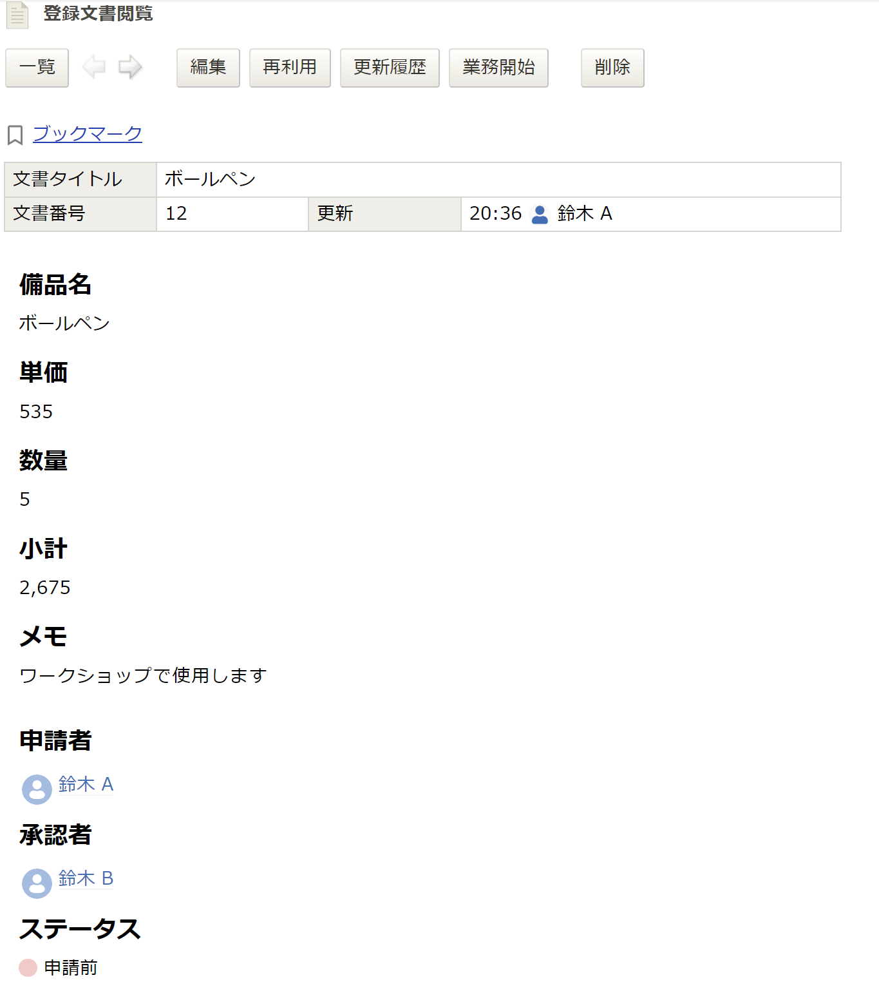 登録文書閲覧
一覧 編集 再利用 更新履歴 業務開始 削除
ブックマーク
文書タイトル ボールペン
文書番号 12 更新 20:36 鈴木 A
備品名
ボールペン
単価
535
数量
5
小計
2,675
メモ
ワークショップで使用します
申請者
鈴木 A
承認者
鈴木 B
ステータス
申請前